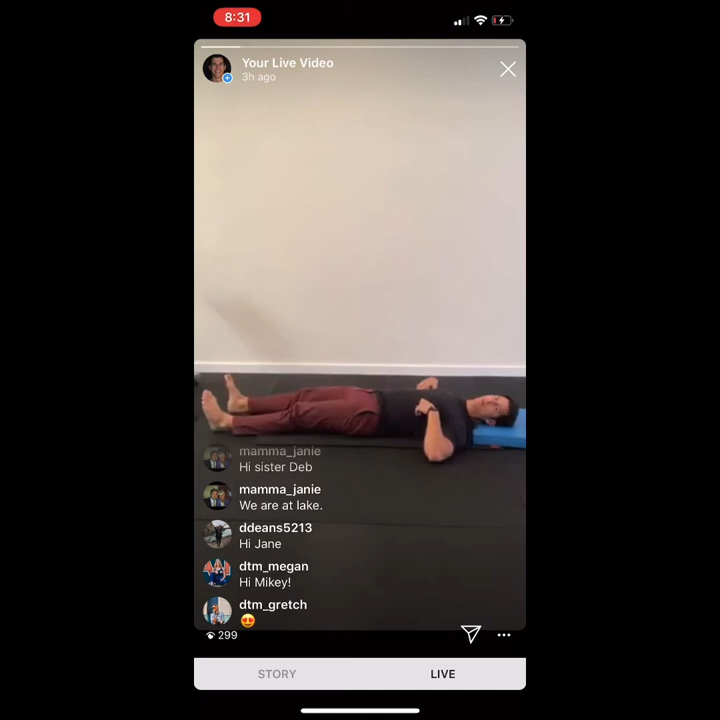 8:31
Your Live Video
3h ago
mamma_janie
Hi sister Deb
mamma_janie
We are at lake.
ddeans5213
Hi Jane
dtm_megan
Hi Mikey!
dtm_gretch
😍
299
STORY
LIVE